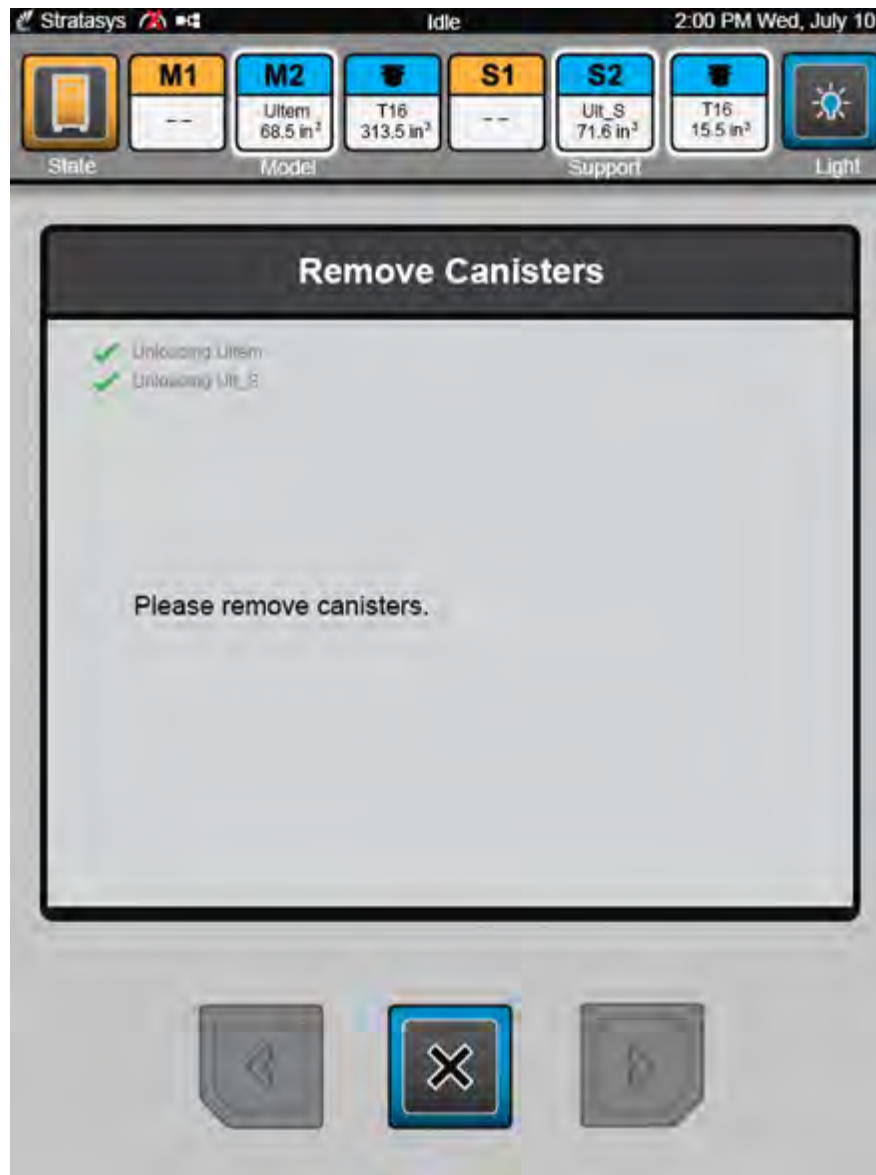 Stratasys Idle 2:00 PM Wed, July 10
M1 M2 S1 S2
-- Ultem T16 -- Ult_S T16
68.5 in³ 313.5 in³ 71.6 in³ 15.5 in³
State Model Support Light
Remove Canisters
Unloading Ultem
Unloading Ult_S
Please remove canisters.